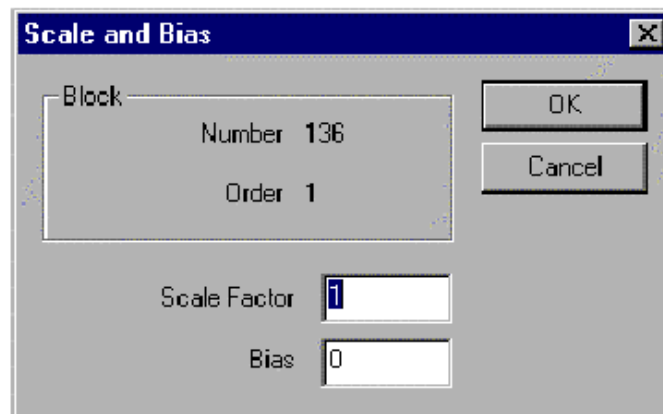 Scale and Bias
Block
Number 136
Order 1
OK
Cancel
Scale Factor 1
Bias 0